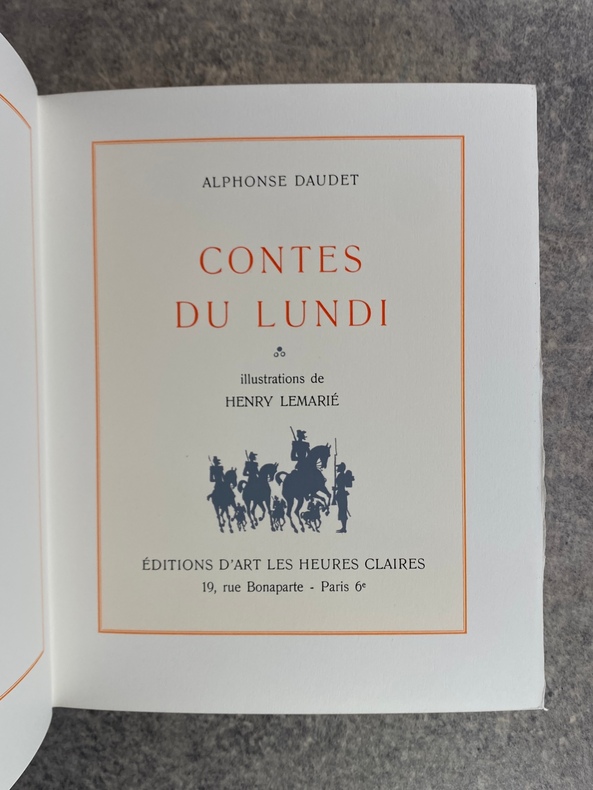 ALPHONSE DAUDET
CONTES
DU LUNDI
illustrations de
HENRY LEMARIÉ
ÉDITIONS D'ART LES HEURES CLAIRES
19, rue Bonaparte - Paris 6ᵉ